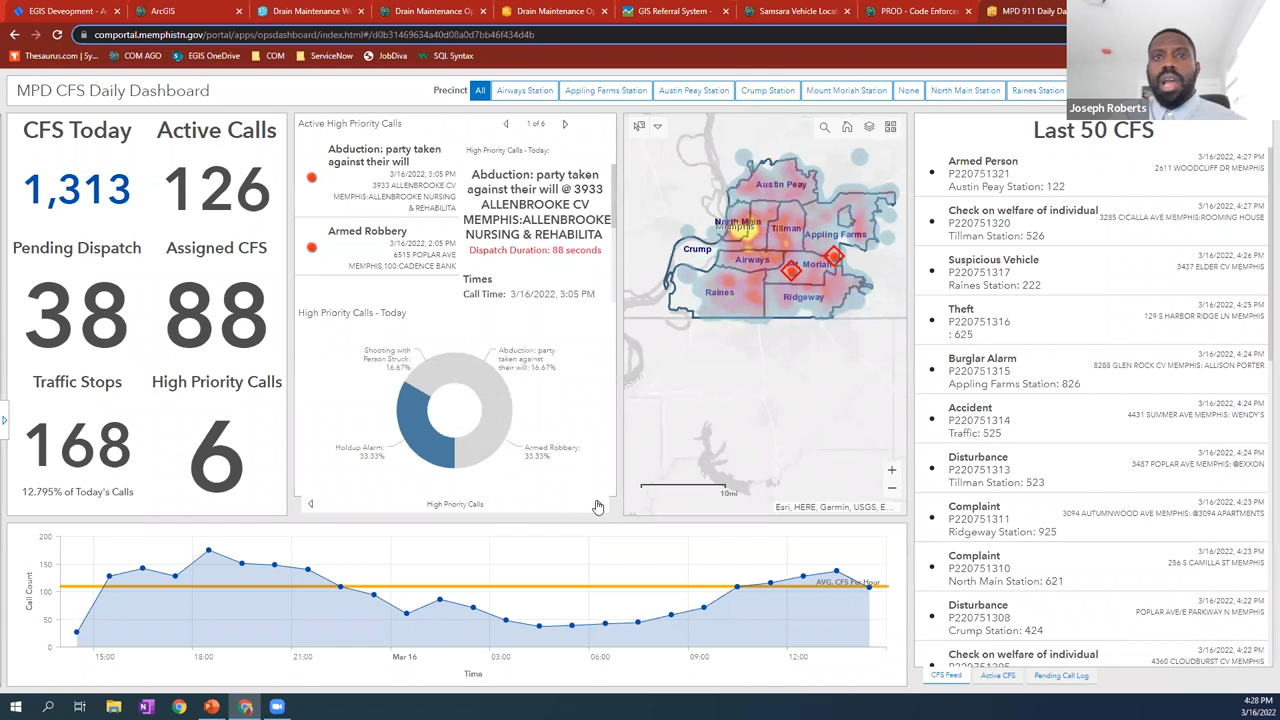 EGIS Deveopment - A
ArcGIS
Drain Maintenance W
Drain Maintenance Op
Drain Maintenance O
GIS Referral System -
Samsara Vehicle Locat
PROD - Code Enforce
MPD 911 Daily Da
comportal.memphistn.gov/portal/apps/opsdashboard/index.html#/d0b31469634a40d08a0d7bb46f434d4b
Thesaurus.com | Sy...
COM AGO
EGIS OneDrive
COM
ServiceNow
JobDiva
SQL Syntax
Joseph Roberts
MPD CFS Daily Dashboard
Precinct
All
Airways Station
Appling Farms Station
Austin Peay Station
Crump Station
Mount Moriah Station
None
North Main Station
Raines Station
CFS Today
1,313
Active Calls
126
Pending Dispatch
38
Assigned CFS
88
Traffic Stops
168
12.795% of Today's Calls
High Priority Calls
6
Active High Priority Calls
1 of 6
Abduction: party taken
against their will
3/16/2022, 3:05 PM
3933 ALLENBROOKE CV
MEMPHIS:ALLENBROOK NURSING
& REHABILITA
Armed Robbery
3/16/2022, 2:05 PM
6515 POPLAR AVE
MEMPHIS,100:CADENCE BANK
High Priority Calls - Today:
Abduction: party taken
against their will @ 3933
ALLENBROOKE CV
MEMPHIS:ALLENBROOKE
NURSING & REHABILITA
Dispatch Duration: 88 seconds
Times
Call Time: 3/16/2022, 3:05 PM
High Priority Calls - Today
Shooting with
Person Struck:
16.67%
Abduction: party
taken against
their will: 16.67%
Holdup Alarm:
33.33%
Armed Robbery:
33.33%
High Priority Calls
Austin Peay
North Main
Memphis
Tillman
Appling Farms
Crump
Airways
Mt Moriah
Raines
Ridgeway
10mi
Esri, HERE, Garmin, USGS, E...
Last 50 CFS
Armed Person
3/16/2022, 4:27 PM
P220751321
2611 WOODCLIFF DR MEMPHIS
Austin Peay Station: 122
Check on welfare of individual
3/16/2022, 4:27 PM
P220751320
3285 CICALLA AVE MEMPHIS:ROOMING HOUSE
Tillman Station: 526
Suspicious Vehicle
3/16/2022, 4:26 PM
P220751317
3437 ELDER CV MEMPHIS
Raines Station: 222
Theft
3/16/2022, 4:25 PM
P220751316
129 S HARBOR RIDGE LN MEMPHIS
: 625
Burglar Alarm
3/16/2022, 4:24 PM
P220751315
8288 GLEN ROCK CV MEMPHIS: ALLISON PORTER
Appling Farms Station: 826
Accident
3/16/2022, 4:24 PM
P220751314
4431 SUMMER AVE MEMPHIS: WENDY'S
Traffic: 525
Disturbance
3/16/2022, 4:24 PM
P220751313
3487 POPLAR AVE MEMPHIS: @EXXON
Tillman Station: 523
Complaint
3/16/2022, 4:23 PM
P220751311
3094 AUTUMNWOOD AVE MEMPHIS: @3094 APARTMENTS
Ridgeway Station: 925
Complaint
3/16/2022, 4:23 PM
P220751310
256 S CAMILLA ST MEMPHIS
North Main Station: 621
Disturbance
3/16/2022, 4:22 PM
P220751308
POPLAR AVE/E PARKWAY N MEMPHIS
Crump Station: 424
Check on welfare of individual
3/16/2022, 4:22 PM
4360 CLOUDBURST CV MEMPHIS
CFS Feed
Active CFS
Pending Call Log
Call Count
200
150
100
50
0
AVG. CFS Per Hour
15:00
18:00
21:00
Mar 16
03:00
06:00
09:00
12:00
Time
4:28 PM
3/16/2022